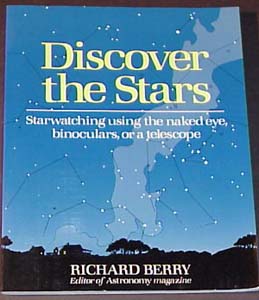 Discover
the Stars
Starwatching using the naked eye,
binoculars, or a telescope
RICHARD BERRY
Editor of Astronomy magazine